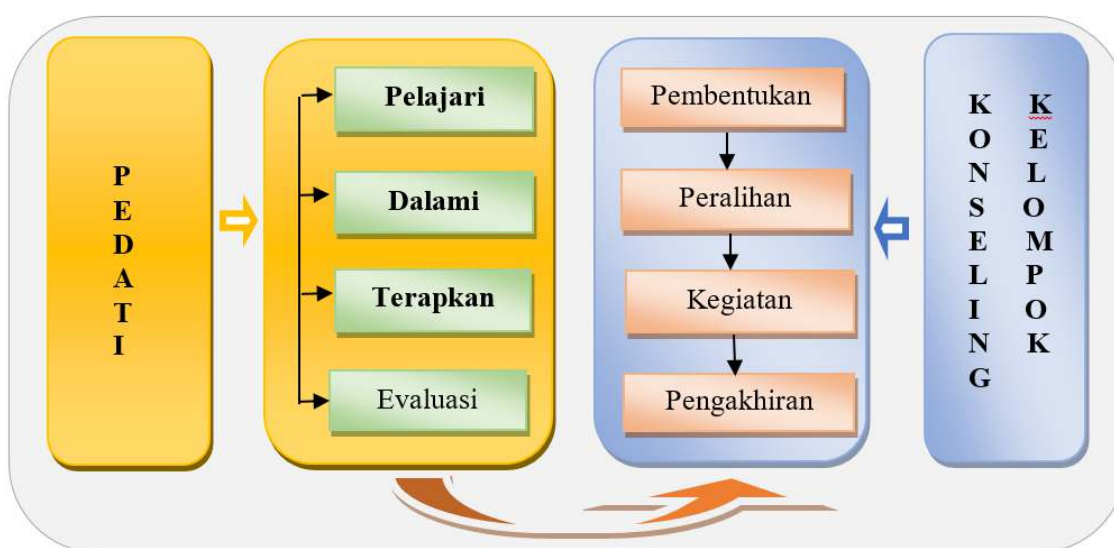 PEDATI
Pelajari
Dalami
Terapkan
Evaluasi
Pembentukan
Peralihan
Kegiatan
Pengakhiran
KONSELING
KELOMPOK